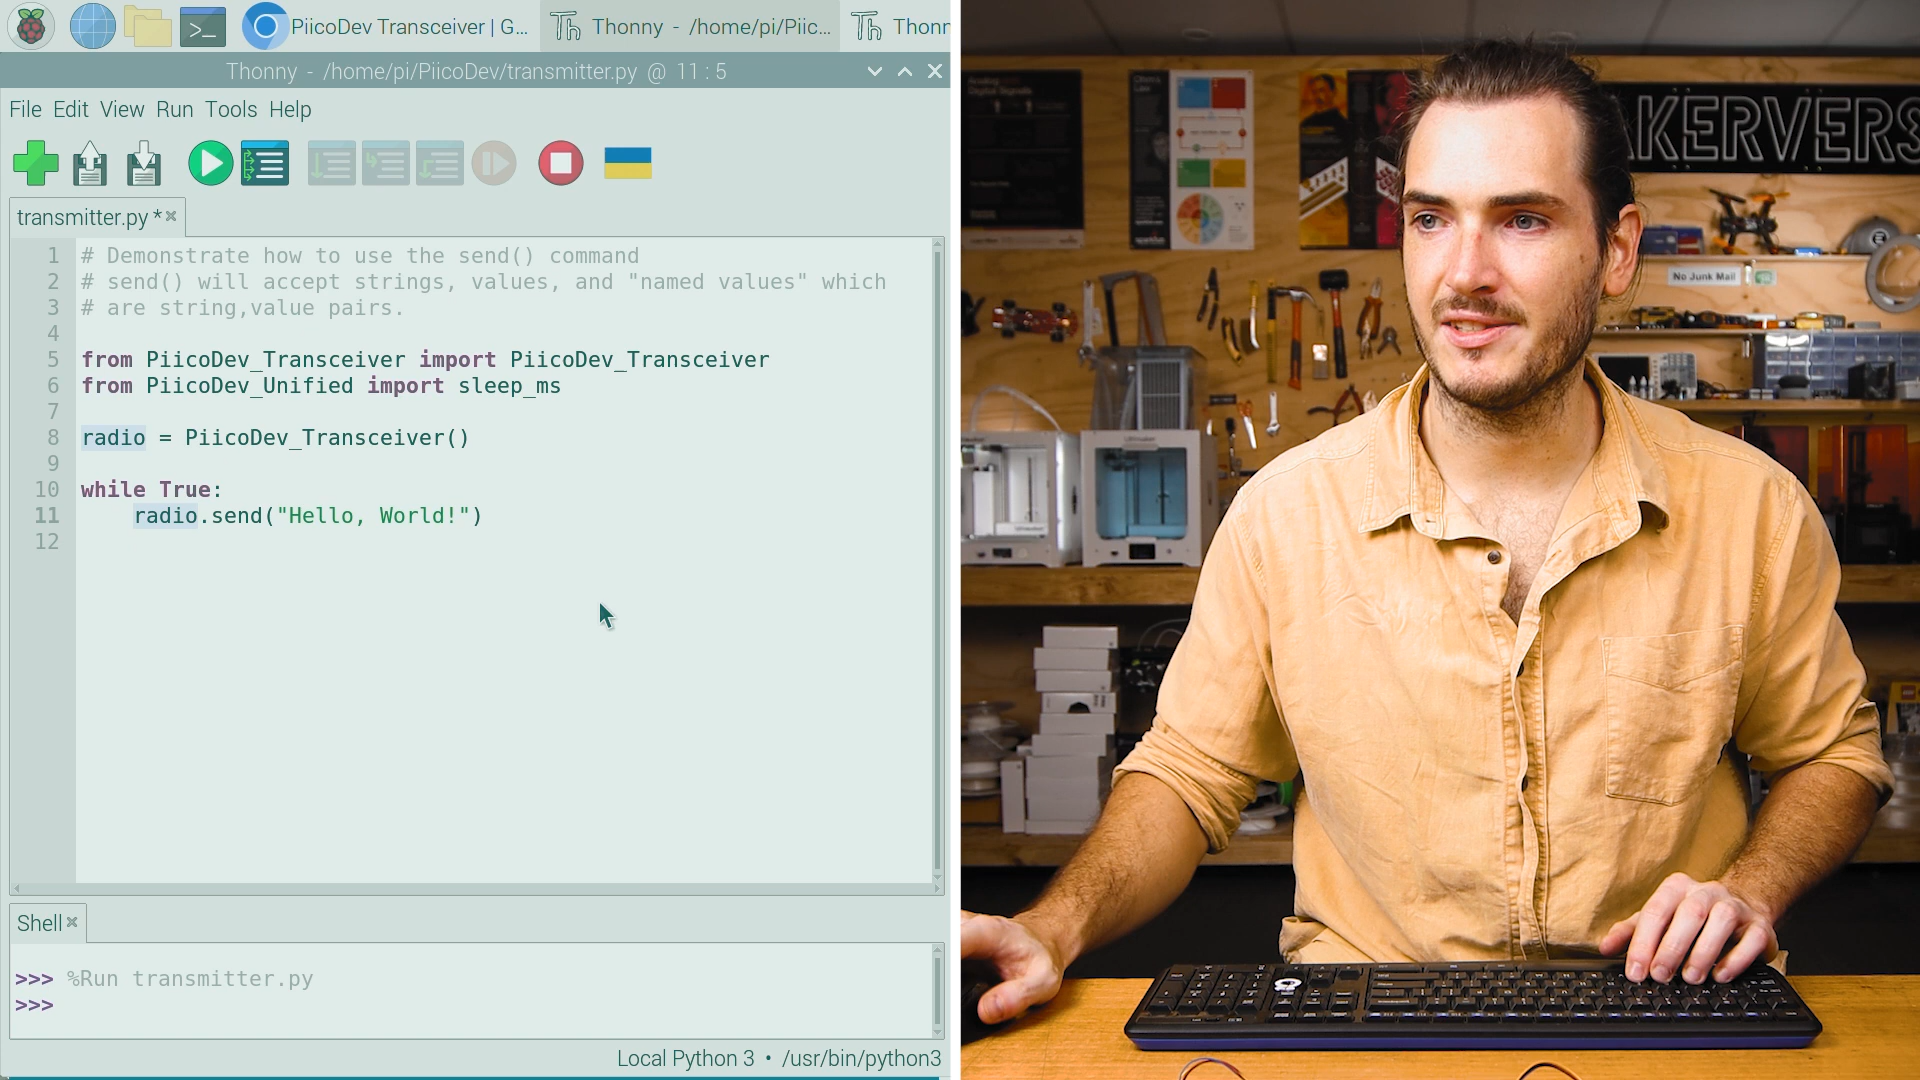 PiicoDev Transceiver | G...
Thonny - /home/pi/Piic...
Thonn
Thonny - /home/pi/PiicoDev/transmitter.py @ 11 : 5
File Edit View Run Tools Help
transmitter.py *
1 # Demonstrate how to use the send() command
2 # send() will accept strings, values, and "named values" which
3 # are string,value pairs.
4
5 from PiicoDev_Transceiver import PiicoDev_Transceiver
6 from PiicoDev_Unified import sleep_ms
7
8 radio = PiicoDev_Transceiver()
9
10 while True:
11 radio.send("Hello, World!")
12
Shell
>>> %Run transmitter.py
>>>
Local Python 3 • /usr/bin/python3
Analog
Digital Signals
KERVERS
No Junk Mail
Ultimaker